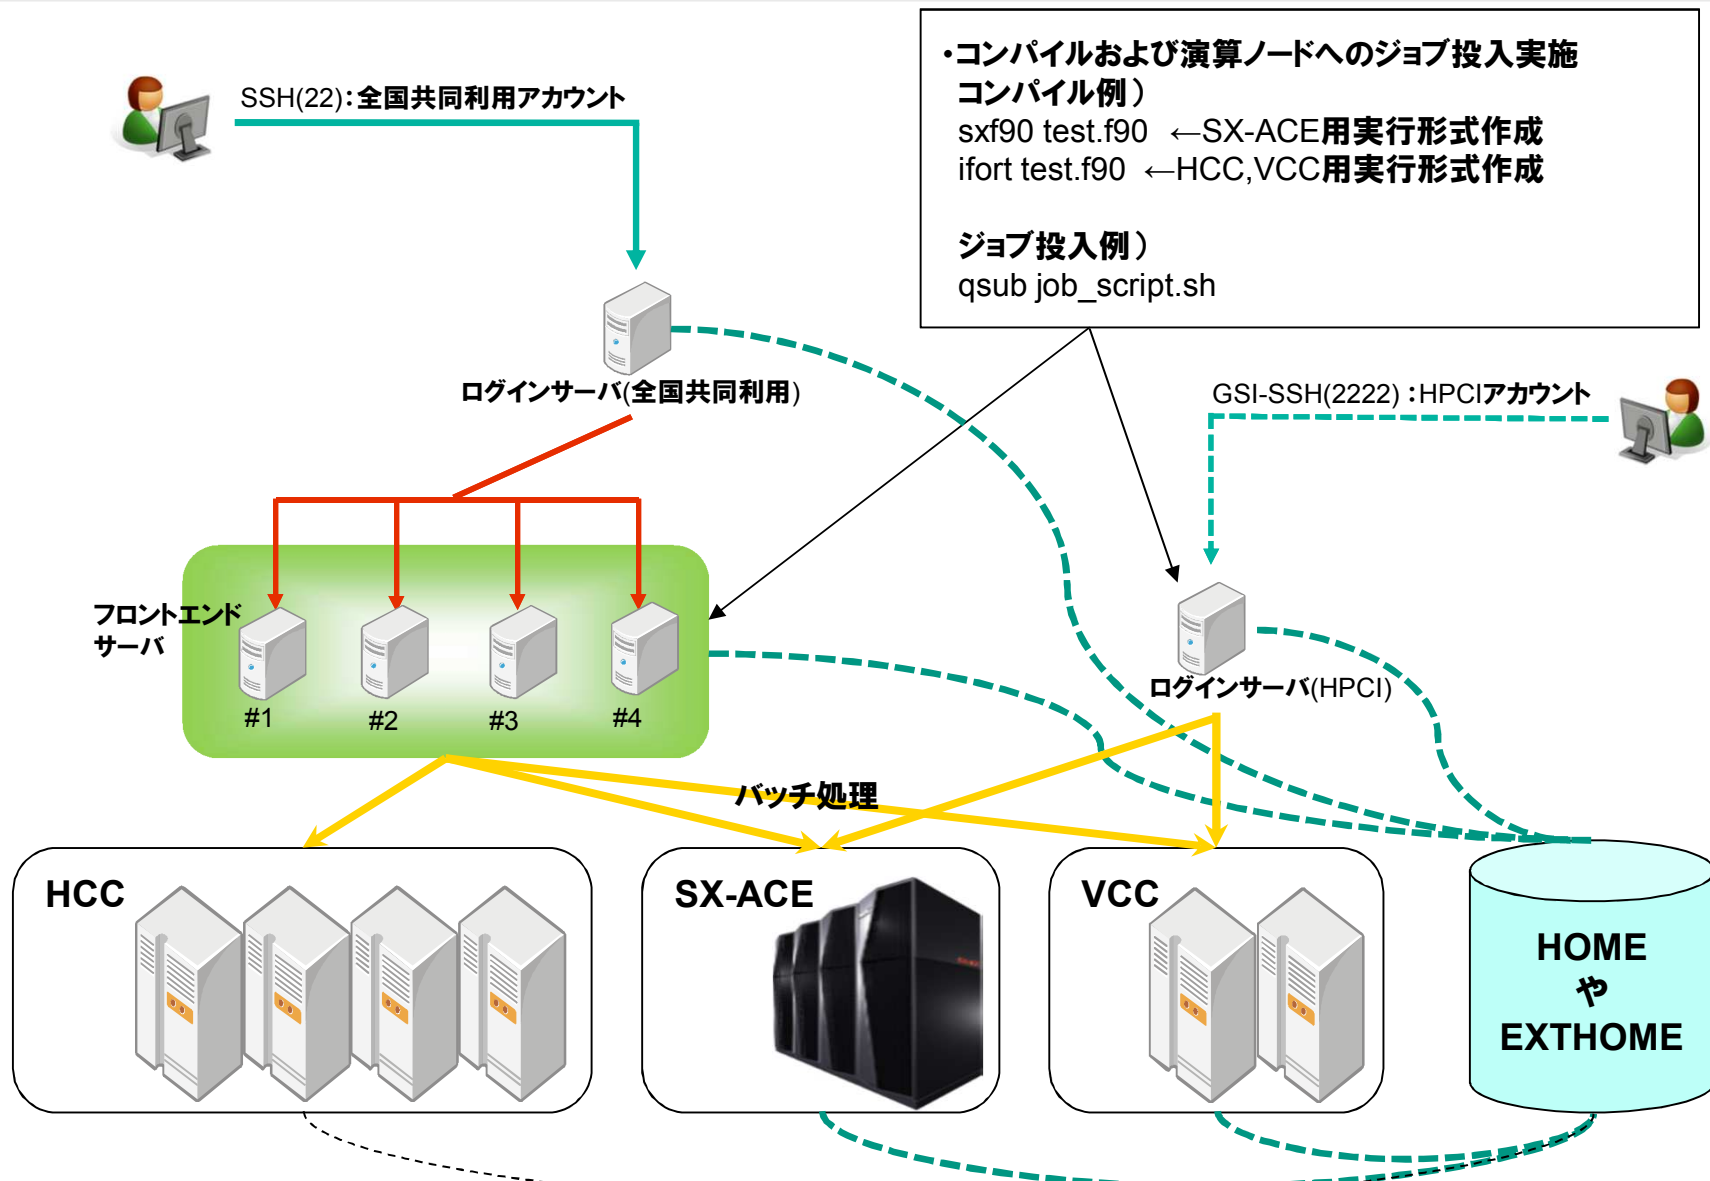 ・コンパイルおよび演算ノードへのジョブ投入実施
コンパイル例）
sxf90 test.f90 ←SX-ACE用実行形式作成
ifort test.f90 ←HCC,VCC用実行形式作成
ジョブ投入例）
qsub job_script.sh
SSH(22)：全国共同利用アカウント
ログインサーバ(全国共同利用)
GSI-SSH(2222)：HPCIアカウント
フロントエンド
サーバ
#1
#2
#3
#4
ログインサーバ(HPCI)
バッチ処理
HCC
SX-ACE
VCC
HOME
や
EXTHOME